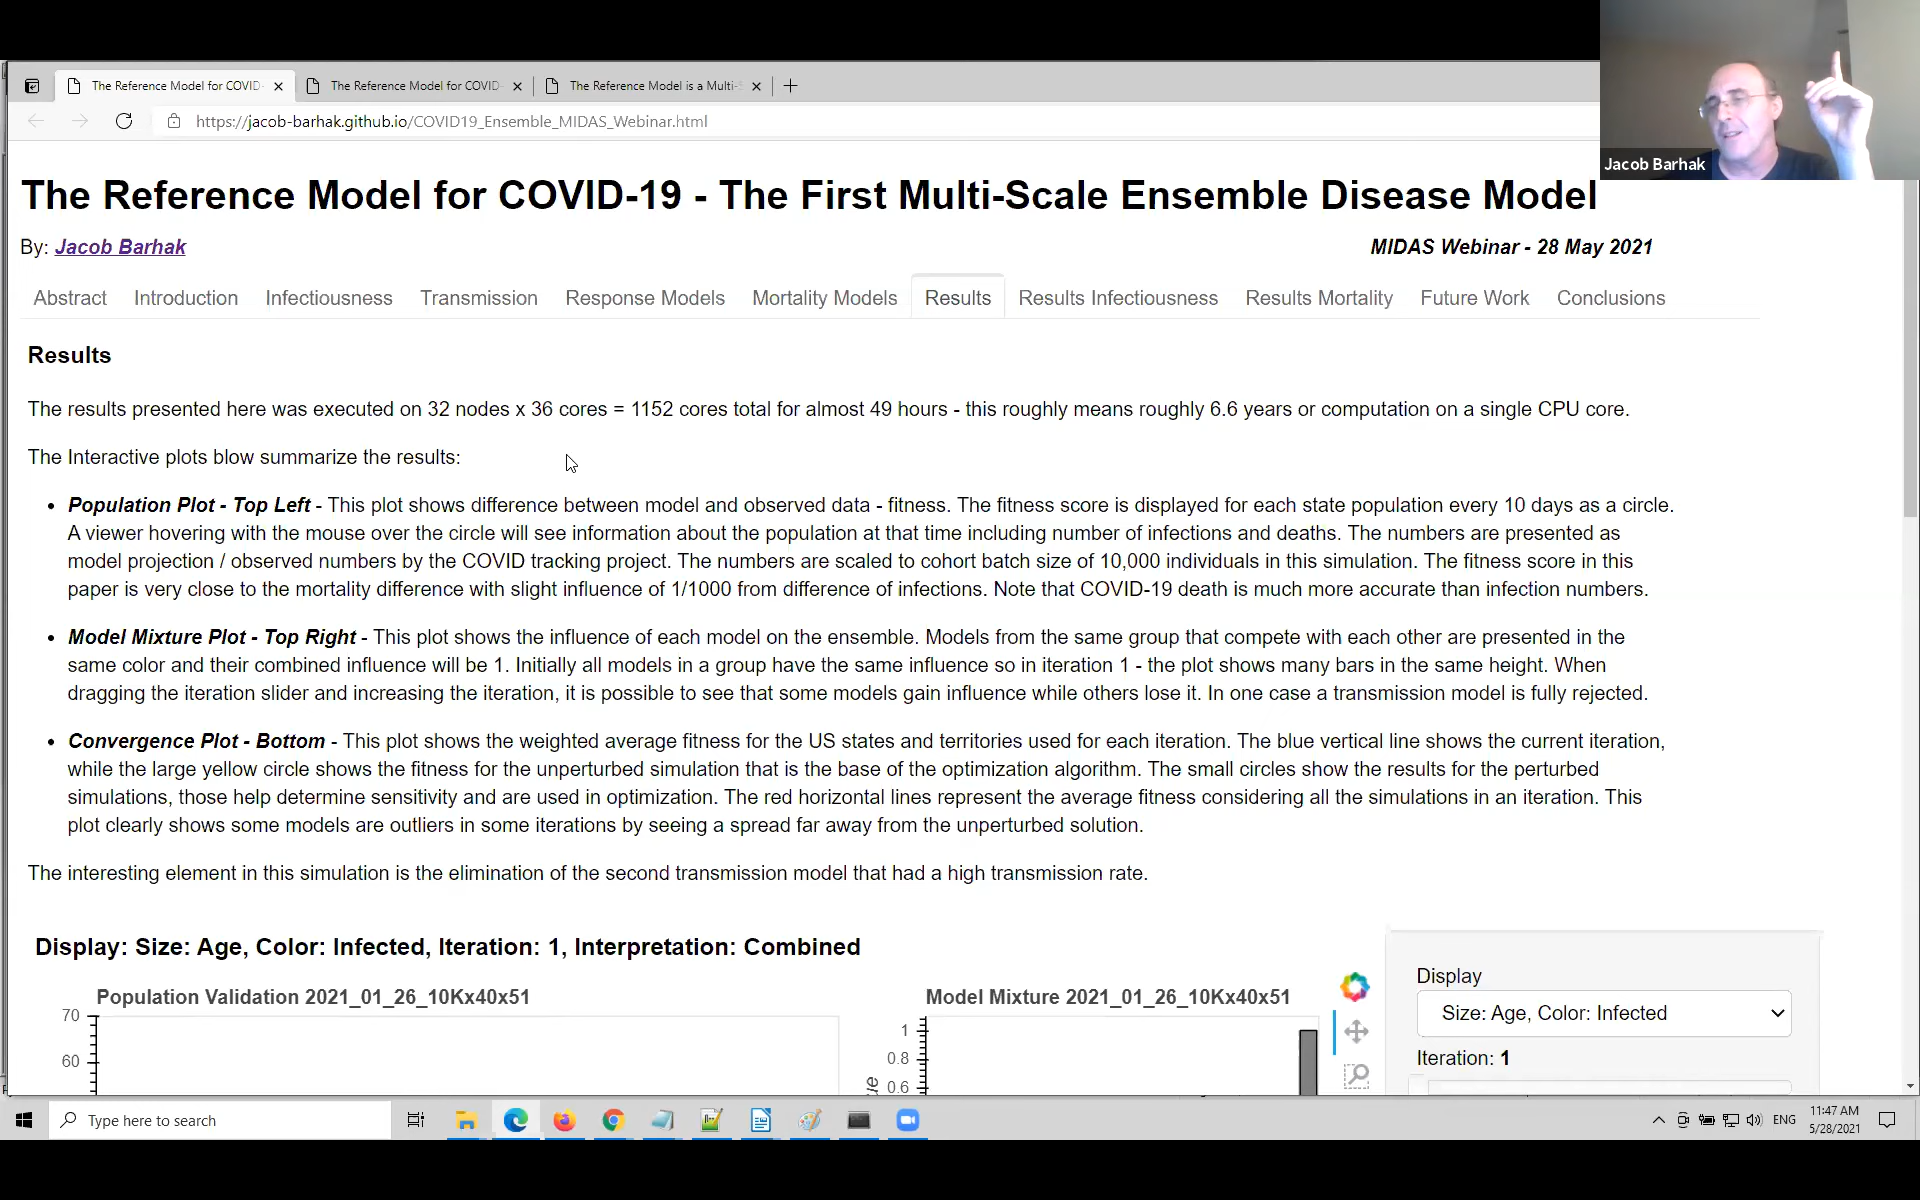 The Reference Model for COVID
The Reference Model for COVID
The Reference Model is a Multi-
https://jacob-barhak.github.io/COVID19_Ensemble_MIDAS_Webinar.html
Jacob Barhak
The Reference Model for COVID-19 - The First Multi-Scale Ensemble Disease Model
By: Jacob Barhak
MIDAS Webinar - 28 May 2021
Abstract Introduction Infectiousness Transmission Response Models Mortality Models Results Results Infectiousness Results Mortality Future Work Conclusions
Results
The results presented here was executed on 32 nodes x 36 cores = 1152 cores total for almost 49 hours - this roughly means roughly 6.6 years or computation on a single CPU core.
The Interactive plots blow summarize the results:
• Population Plot - Top Left - This plot shows difference between model and observed data - fitness. The fitness score is displayed for each state population every 10 days as a circle.
A viewer hovering with the mouse over the circle will see information about the population at that time including number of infections and deaths. The numbers are presented as
model projection / observed numbers by the COVID tracking project. The numbers are scaled to cohort batch size of 10,000 individuals in this simulation. The fitness score in this
paper is very close to the mortality difference with slight influence of 1/1000 from difference of infections. Note that COVID-19 death is much more accurate than infection numbers.
• Model Mixture Plot - Top Right - This plot shows the influence of each model on the ensemble. Models from the same group that compete with each other are presented in the
same color and their combined influence will be 1. Initially all models in a group have the same influence so in iteration 1 - the plot shows many bars in the same height. When
dragging the iteration slider and increasing the iteration, it is possible to see that some models gain influence while others lose it. In one case a transmission model is fully rejected.
• Convergence Plot - Bottom - This plot shows the weighted average fitness for the US states and territories used for each iteration. The blue vertical line shows the current iteration,
while the large yellow circle shows the fitness for the unperturbed simulation that is the base of the optimization algorithm. The small circles show the results for the perturbed
simulations, those help determine sensitivity and are used in optimization. The red horizontal lines represent the average fitness considering all the simulations in an iteration. This
plot clearly shows some models are outliers in some iterations by seeing a spread far away from the unperturbed solution.
The interesting element in this simulation is the elimination of the second transmission model that had a high transmission rate.
Display: Size: Age, Color: Infected, Iteration: 1, Interpretation: Combined
Population Validation 2021_01_26_10Kx40x51
70
60
Model Mixture 2021_01_26_10Kx40x51
1
0.8
0.6
Display
Size: Age, Color: Infected
Iteration: 1
Type here to search
ENG
11:47 AM
5/28/2021